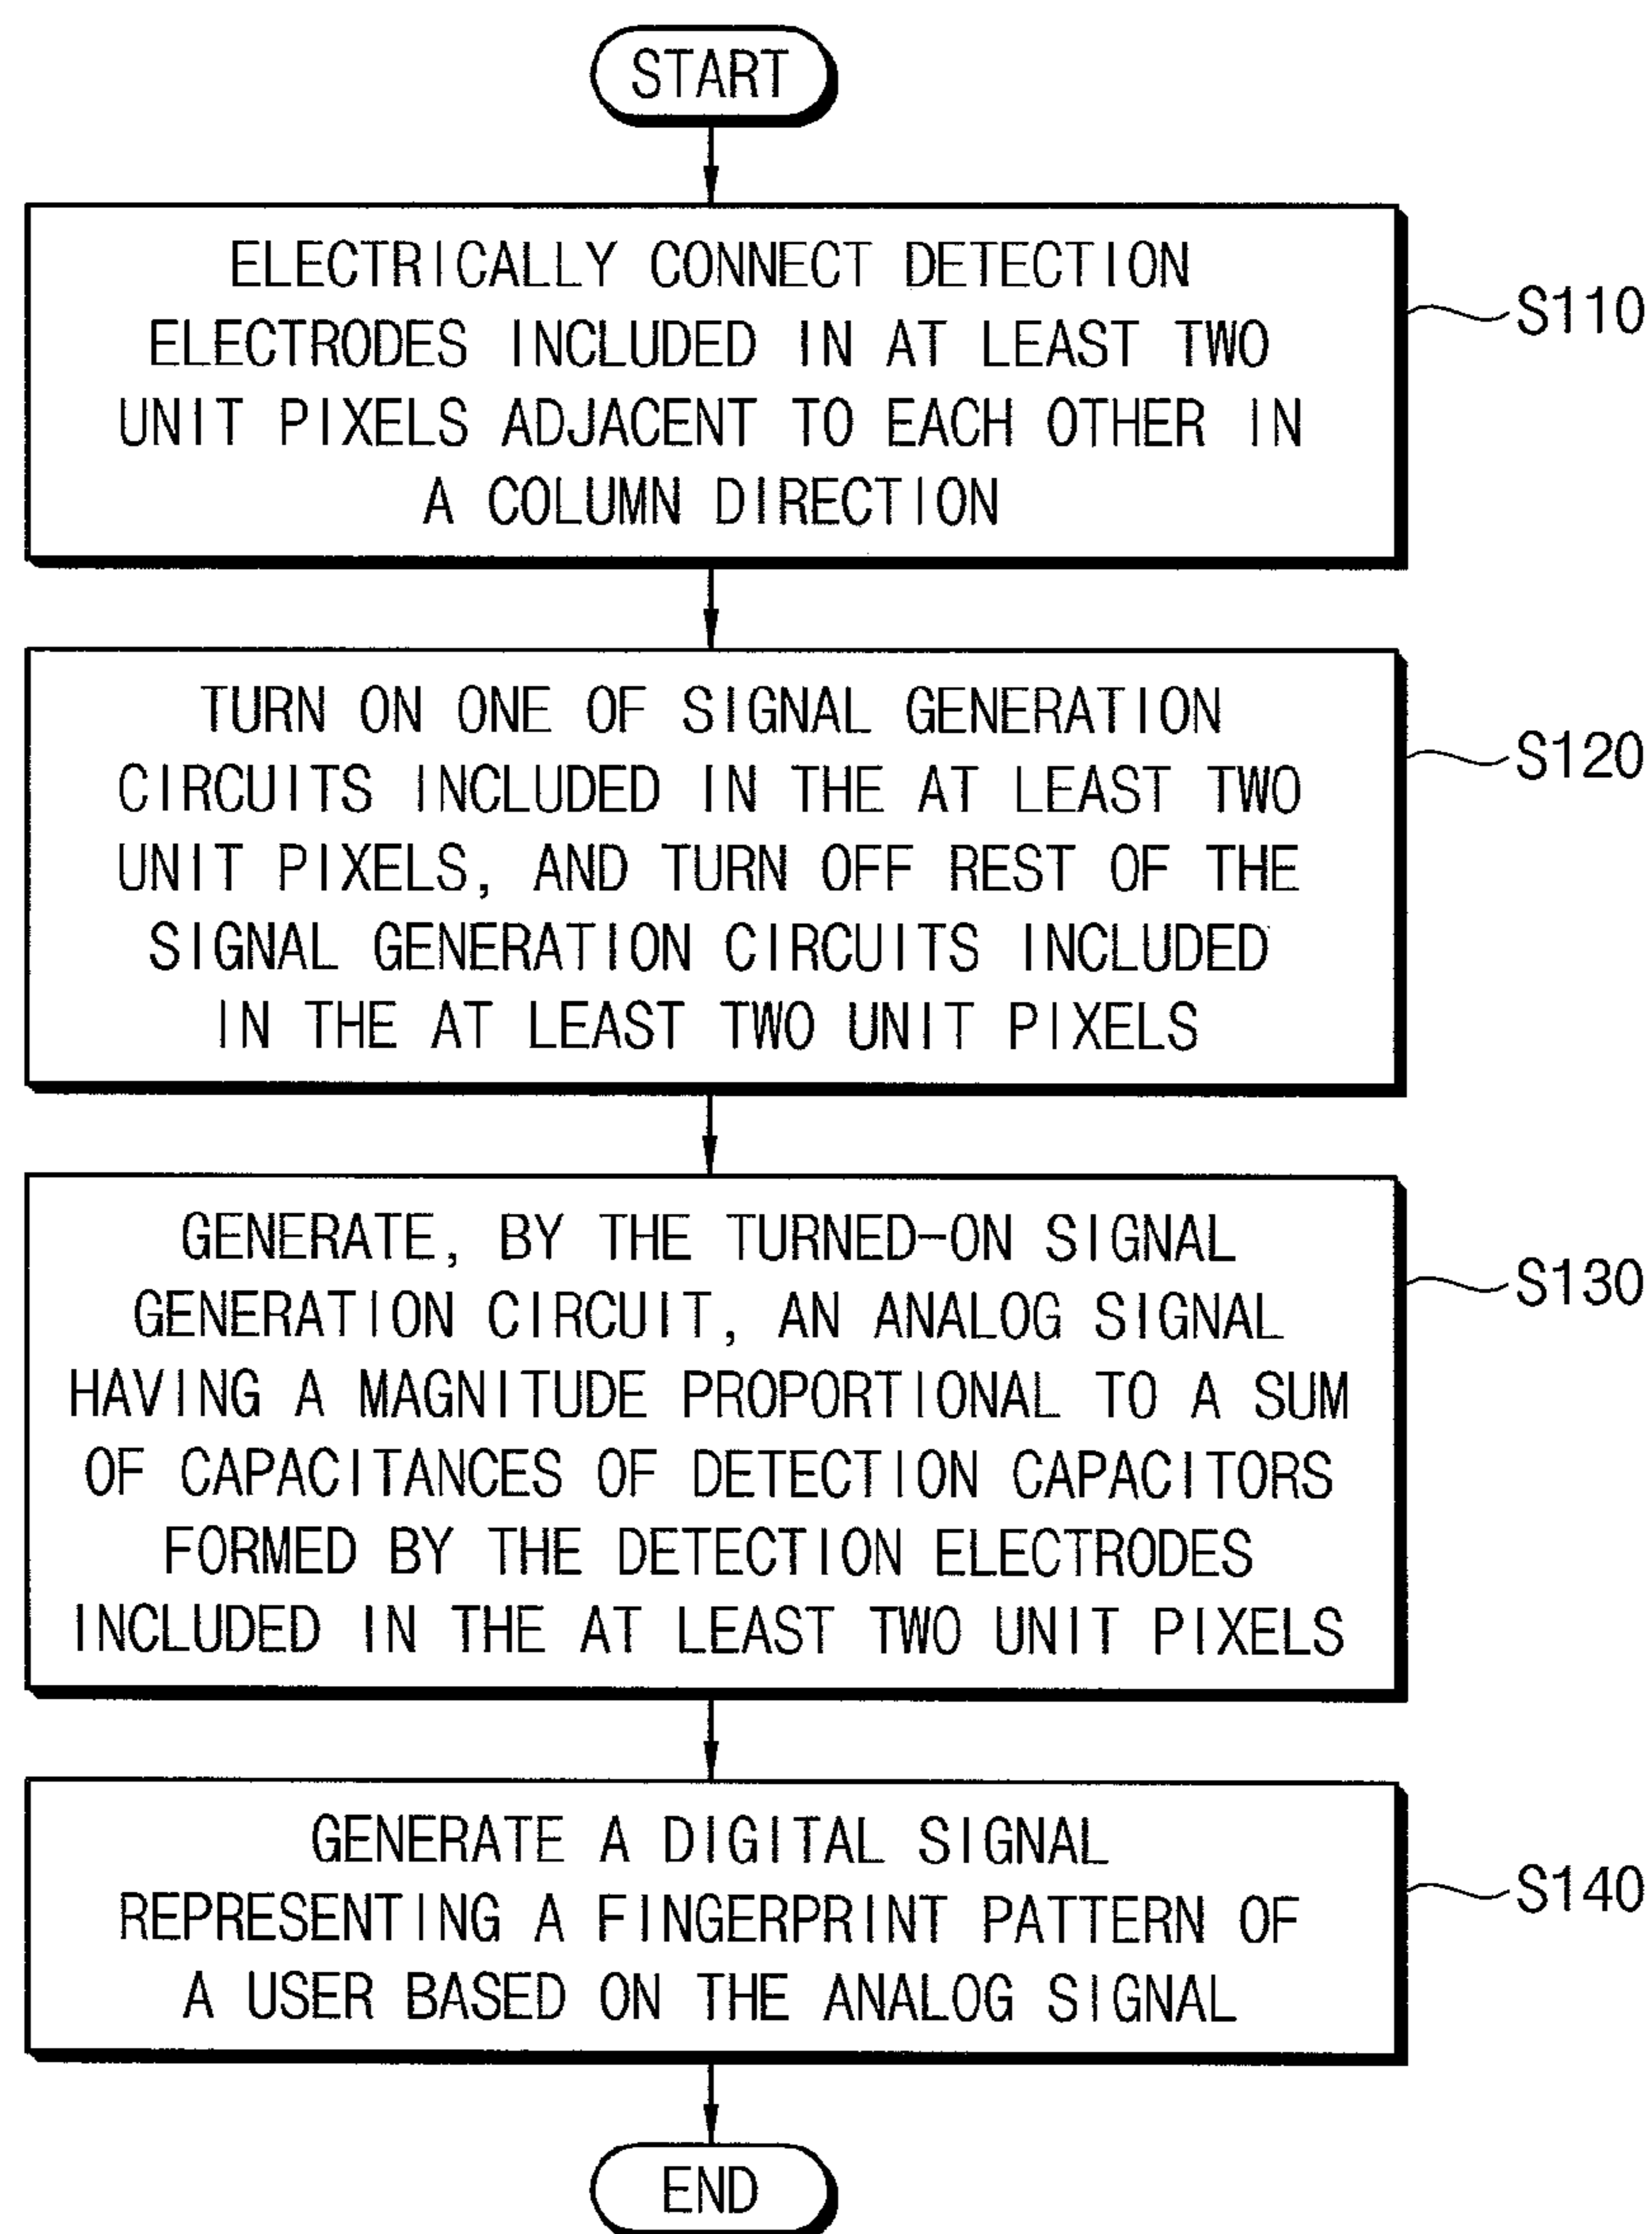 START
ELECTRICALLY CONNECT DETECTION
ELECTRODES INCLUDED IN AT LEAST TWO
UNIT PIXELS ADJACENT TO EACH OTHER IN
A COLUMN DIRECTION
S110
TURN ON ONE OF SIGNAL GENERATION
CIRCUITS INCLUDED IN THE AT LEAST TWO
UNIT PIXELS, AND TURN OFF REST OF THE
SIGNAL GENERATION CIRCUITS INCLUDED
IN THE AT LEAST TWO UNIT PIXELS
S120
GENERATE, BY THE TURNED-ON SIGNAL
GENERATION CIRCUIT, AN ANALOG SIGNAL
HAVING A MAGNITUDE PROPORTIONAL TO A SUM
OF CAPACITANCES OF DETECTION CAPACITORS
FORMED BY THE DETECTION ELECTRODES
INCLUDED IN THE AT LEAST TWO UNIT PIXELS
S130
GENERATE A DIGITAL SIGNAL
REPRESENTING A FINGERPRINT PATTERN OF
A USER BASED ON THE ANALOG SIGNAL
S140
END